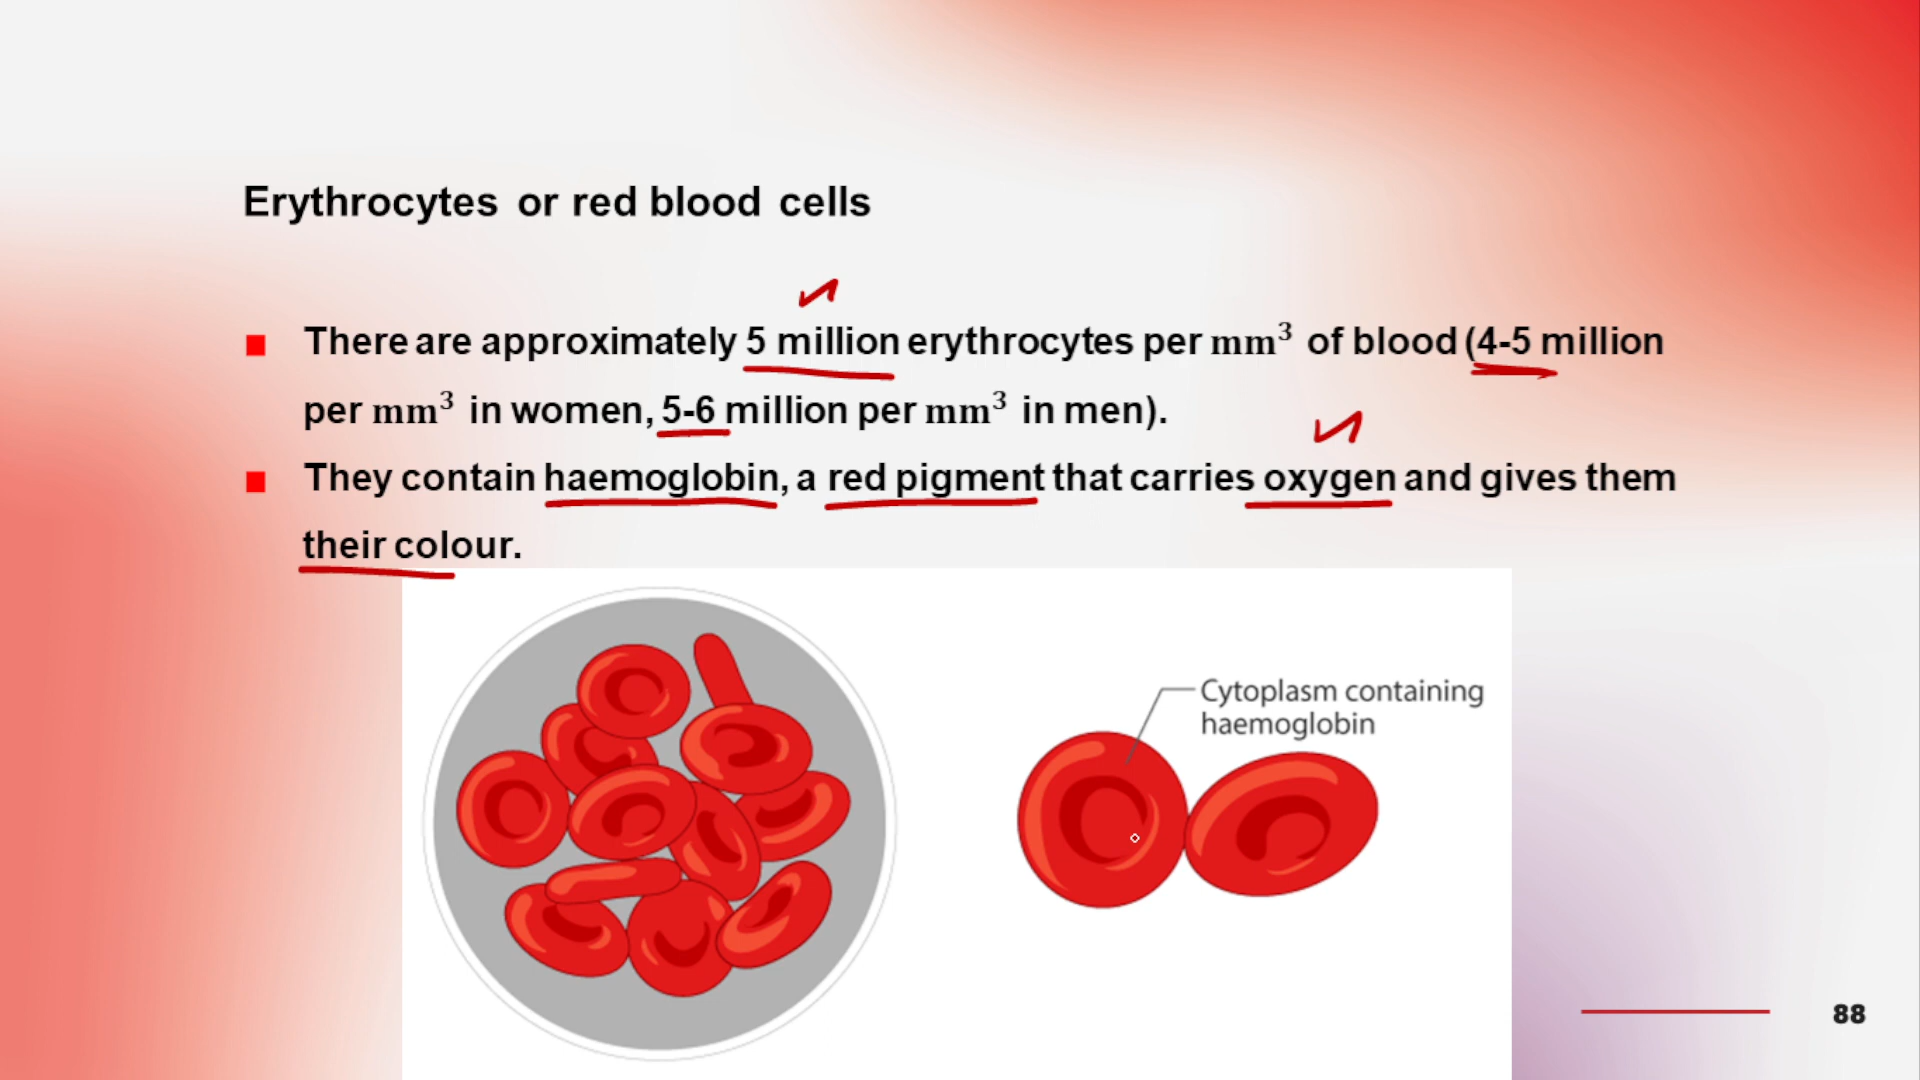 Erythrocytes or red blood cells
■ There are approximately 5 million erythrocytes per mm³ of blood (4-5 million
per mm³ in women, 5-6 million per mm³ in men).
■ They contain haemoglobin, a red pigment that carries oxygen and gives them
their colour.
Cytoplasm containing
haemoglobin
88